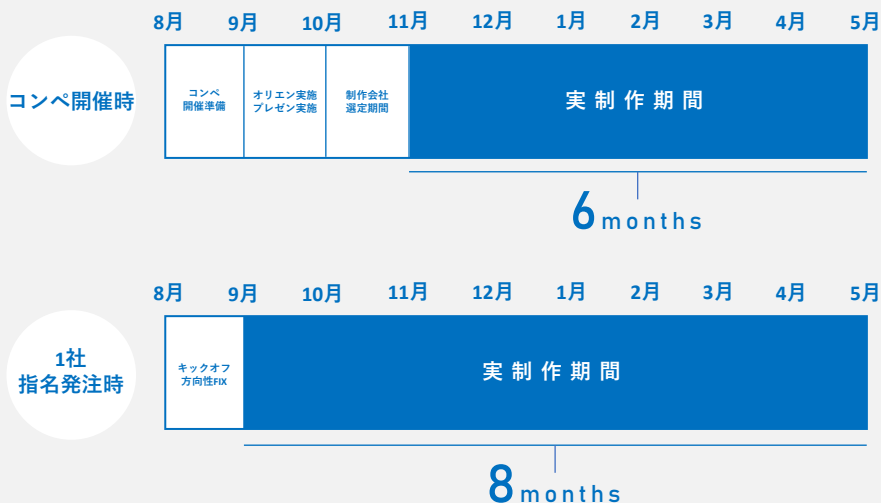 8月 9月 10月 11月 12月 1月 2月 3月 4月 5月
コンペ開催時
コンペ
開催準備
オリエン実施
プレゼン実施
制作会社
選定期間
実制作期間
6 months
8月 9月 10月 11月 12月 1月 2月 3月 4月 5月
1社
指名発注時
キックオフ
方向性FIX
実制作期間
8 months